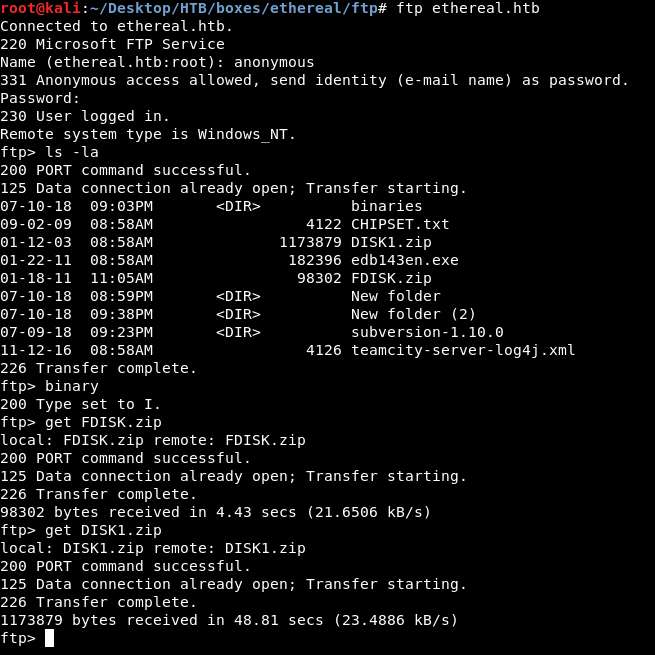 root@kali:~/Desktop/HTB/boxes/ethereal/ftp# ftp ethereal.htb
Connected to ethereal.htb.
220 Microsoft FTP Service
Name (ethereal.htb:root): anonymous
331 Anonymous access allowed, send identity (e-mail name) as password.
Password:
230 User logged in.
Remote system type is Windows_NT.
ftp> ls -la
200 PORT command successful.
125 Data connection already open; Transfer starting.
07-10-18  09:03PM       <DIR>          binaries
09-02-09  08:58AM                 4122 CHIPSET.txt
01-12-03  08:58AM              1173879 DISK1.zip
01-22-11  08:58AM               182396 edb143en.exe
01-18-11  11:05AM                98302 FDISK.zip
07-10-18  08:59PM       <DIR>          New folder
07-10-18  09:38PM       <DIR>          New folder (2)
07-09-18  09:23PM       <DIR>          subversion-1.10.0
11-12-16  08:58AM                 4126 teamcity-server-log4j.xml
226 Transfer complete.
ftp> binary
200 Type set to I.
ftp> get FDISK.zip
local: FDISK.zip remote: FDISK.zip
200 PORT command successful.
125 Data connection already open; Transfer starting.
226 Transfer complete.
98302 bytes received in 4.43 secs (21.6506 kB/s)
ftp> get DISK1.zip
local: DISK1.zip remote: DISK1.zip
200 PORT command successful.
125 Data connection already open; Transfer starting.
226 Transfer complete.
1173879 bytes received in 48.81 secs (23.4886 kB/s)
ftp>